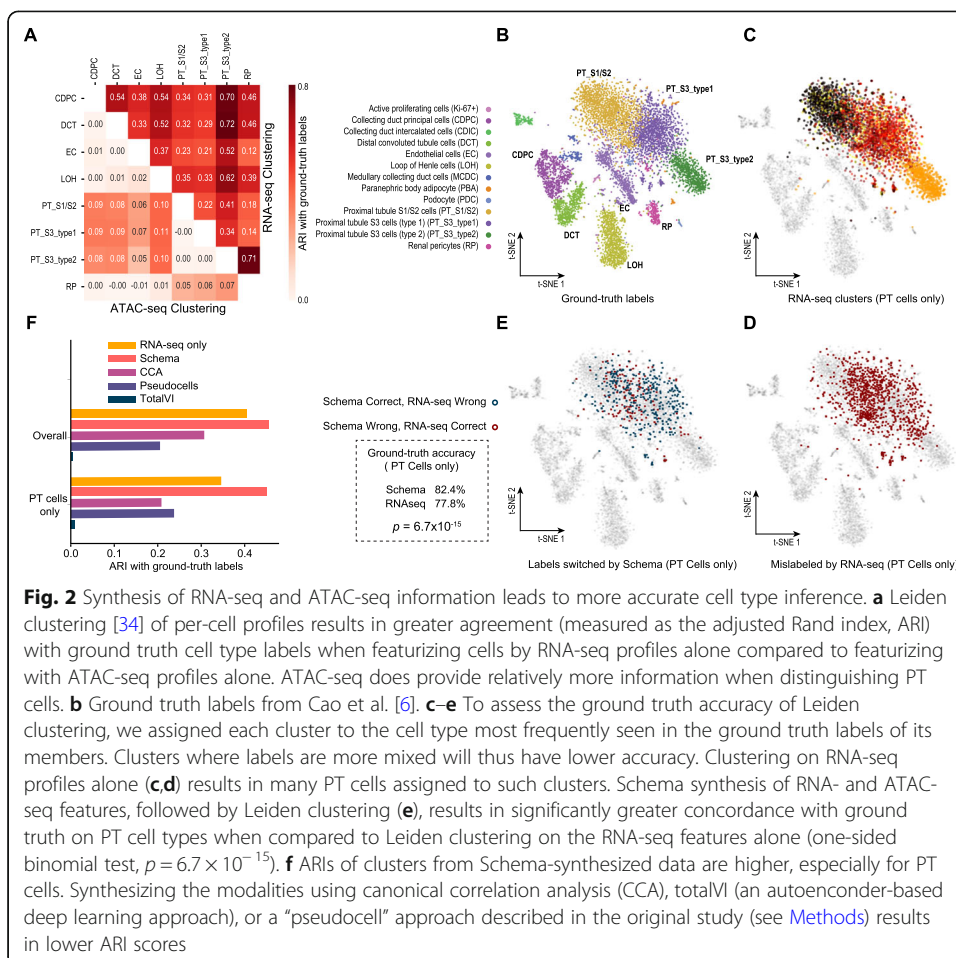 A
CDPC DCT EC LOH PT_S1/S2 PT_S3_type1 PT_S3_type2 RP
CDPC 0.54 0.38 0.54 0.34 0.31 0.70 0.46
DCT 0.00 0.33 0.52 0.32 0.29 0.72 0.46
EC 0.01 0.00 0.37 0.23 0.21 0.52 0.12
LOH 0.01 0.00 0.02 0.35 0.33 0.62 0.39
PT_S1/S2 0.09 0.08 0.06 0.10 0.22 0.41 0.18
PT_S3_type1 0.09 0.09 0.07 0.11 -0.00 0.34 0.14
PT_S3_type2 0.08 0.08 0.05 0.10 0.00 0.00 0.71
RP 0.00 -0.00 -0.01 0.01 0.05 0.06 0.07
ATAC-seq Clustering
RNA-seq Clustering
0.8
0.0
ARI with ground-truth labels
B
Active proliferating cells (Ki-67+)
Collecting duct principal cells (CDPC)
Collecting duct intercalated cells (CDIC)
Distal convoluted tubule cells (DCT)
Endothelial cells (EC)
Loop of Henle cells (LOH)
Medullary collecting duct cells (MCDC)
Paranephric body adipocyte (PBA)
Podocyte (PDC)
Proximal tubule S1/S2 cells (PT_S1/S2)
Proximal tubule S3 cells (type 1) (PT_S3_type1)
Proximal tubule S3 cells (type 2) (PT_S3_type2)
Renal pericytes (RP)
PT_S1/S2
PT_S3_type1
PT_S3_type2
CDPC
EC
RP
DCT
LOH
t-SNE 2
t-SNE 1
Ground-truth labels
C
t-SNE 2
t-SNE 1
RNA-seq clusters (PT cells only)
F
RNA-seq only
Schema
CCA
Pseudocells
TotalVI
Overall
PT cells
only
0.0 0.1 0.2 0.3 0.4
ARI with ground-truth labels
E
Schema Correct, RNA-seq Wrong
Schema Wrong, RNA-seq Correct
Ground-truth accuracy
( PT Cells only)
Schema 82.4%
RNAseq 77.8%
p = 6.7x10-15
t-SNE 2
t-SNE 1
Labels switched by Schema (PT Cells only)
D
t-SNE 2
t-SNE 1
Mislabeled by RNA-seq (PT Cells only)
Fig. 2 Synthesis of RNA-seq and ATAC-seq information leads to more accurate cell type inference. a Leiden
clustering [34] of per-cell profiles results in greater agreement (measured as the adjusted Rand index, ARI)
with ground truth cell type labels when featurizing cells by RNA-seq profiles alone compared to featurizing
with ATAC-seq profiles alone. ATAC-seq does provide relatively more information when distinguishing PT
cells. b Ground truth labels from Cao et al. [6]. c–e To assess the ground truth accuracy of Leiden
clustering, we assigned each cluster to the cell type most frequently seen in the ground truth labels of its
members. Clusters where labels are more mixed will thus have lower accuracy. Clustering on RNA-seq
profiles alone (c,d) results in many PT cells assigned to such clusters. Schema synthesis of RNA- and ATAC-
seq features, followed by Leiden clustering (e), results in significantly greater concordance with ground
truth on PT cell types when compared to Leiden clustering on the RNA-seq features alone (one-sided
binomial test, p = 6.7 × 10− 15). f ARIs of clusters from Schema-synthesized data are higher, especially for PT
cells. Synthesizing the modalities using canonical correlation analysis (CCA), totalVI (an autoenconder-based
deep learning approach), or a “pseudocell” approach described in the original study (see Methods) results
in lower ARI scores